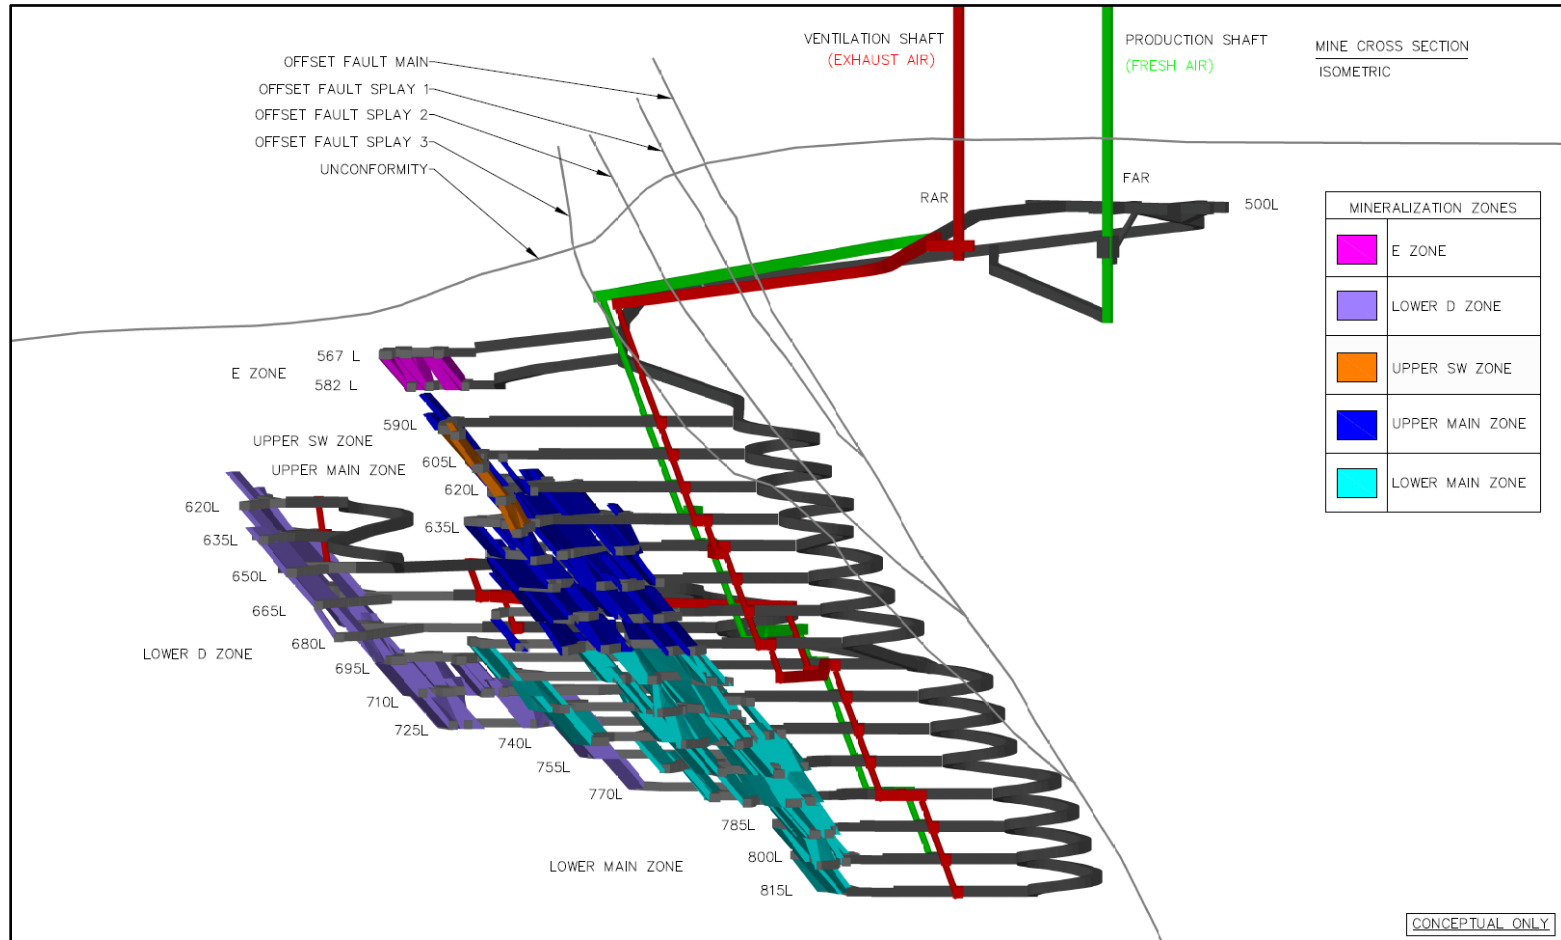 VENTILATION SHAFT
(EXHAUST AIR)
PRODUCTION SHAFT
(FRESH AIR)
MINE CROSS SECTION
ISOMETRIC
OFFSET FAULT MAIN
OFFSET FAULT SPLAY 1
OFFSET FAULT SPLAY 2
OFFSET FAULT SPLAY 3
UNCONFORMITY
RAR
FAR
500L
MINERALIZATION ZONES
E ZONE
LOWER D ZONE
UPPER SW ZONE
UPPER MAIN ZONE
LOWER MAIN ZONE
567 L
E ZONE
582 L
590L
UPPER SW ZONE
605L
UPPER MAIN ZONE
620L
620L
635L
635L
650L
665L
680L
LOWER D ZONE
695L
710L
725L
740L
755L
770L
785L
800L
LOWER MAIN ZONE
815L
CONCEPTUAL ONLY